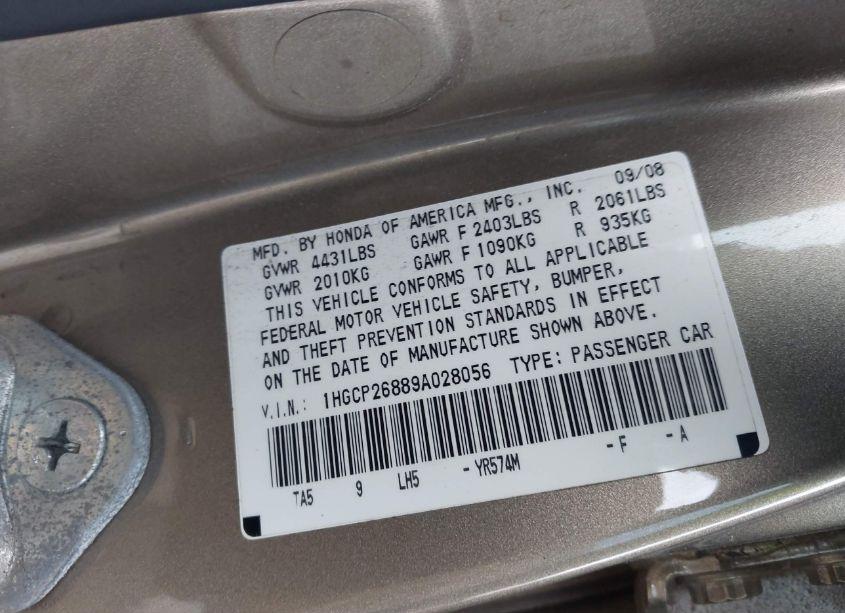 MFD. BY HONDA OF AMERICA MFG., INC. 09/08
GVWR 4431LBS GAWR F 2403LBS R 2061LBS
GVWR 2010KG GAWR F 1090KG R 935KG
THIS VEHICLE CONFORMS TO ALL APPLICABLE
FEDERAL MOTOR VEHICLE SAFETY, BUMPER,
AND THEFT PREVENTION STANDARDS IN EFFECT
ON THE DATE OF MANUFACTURE SHOWN ABOVE.
V.I.N.: 1HGCP26889A028056 TYPE: PASSENGER CAR
TA5 9 LH5 -YR574M -F -A